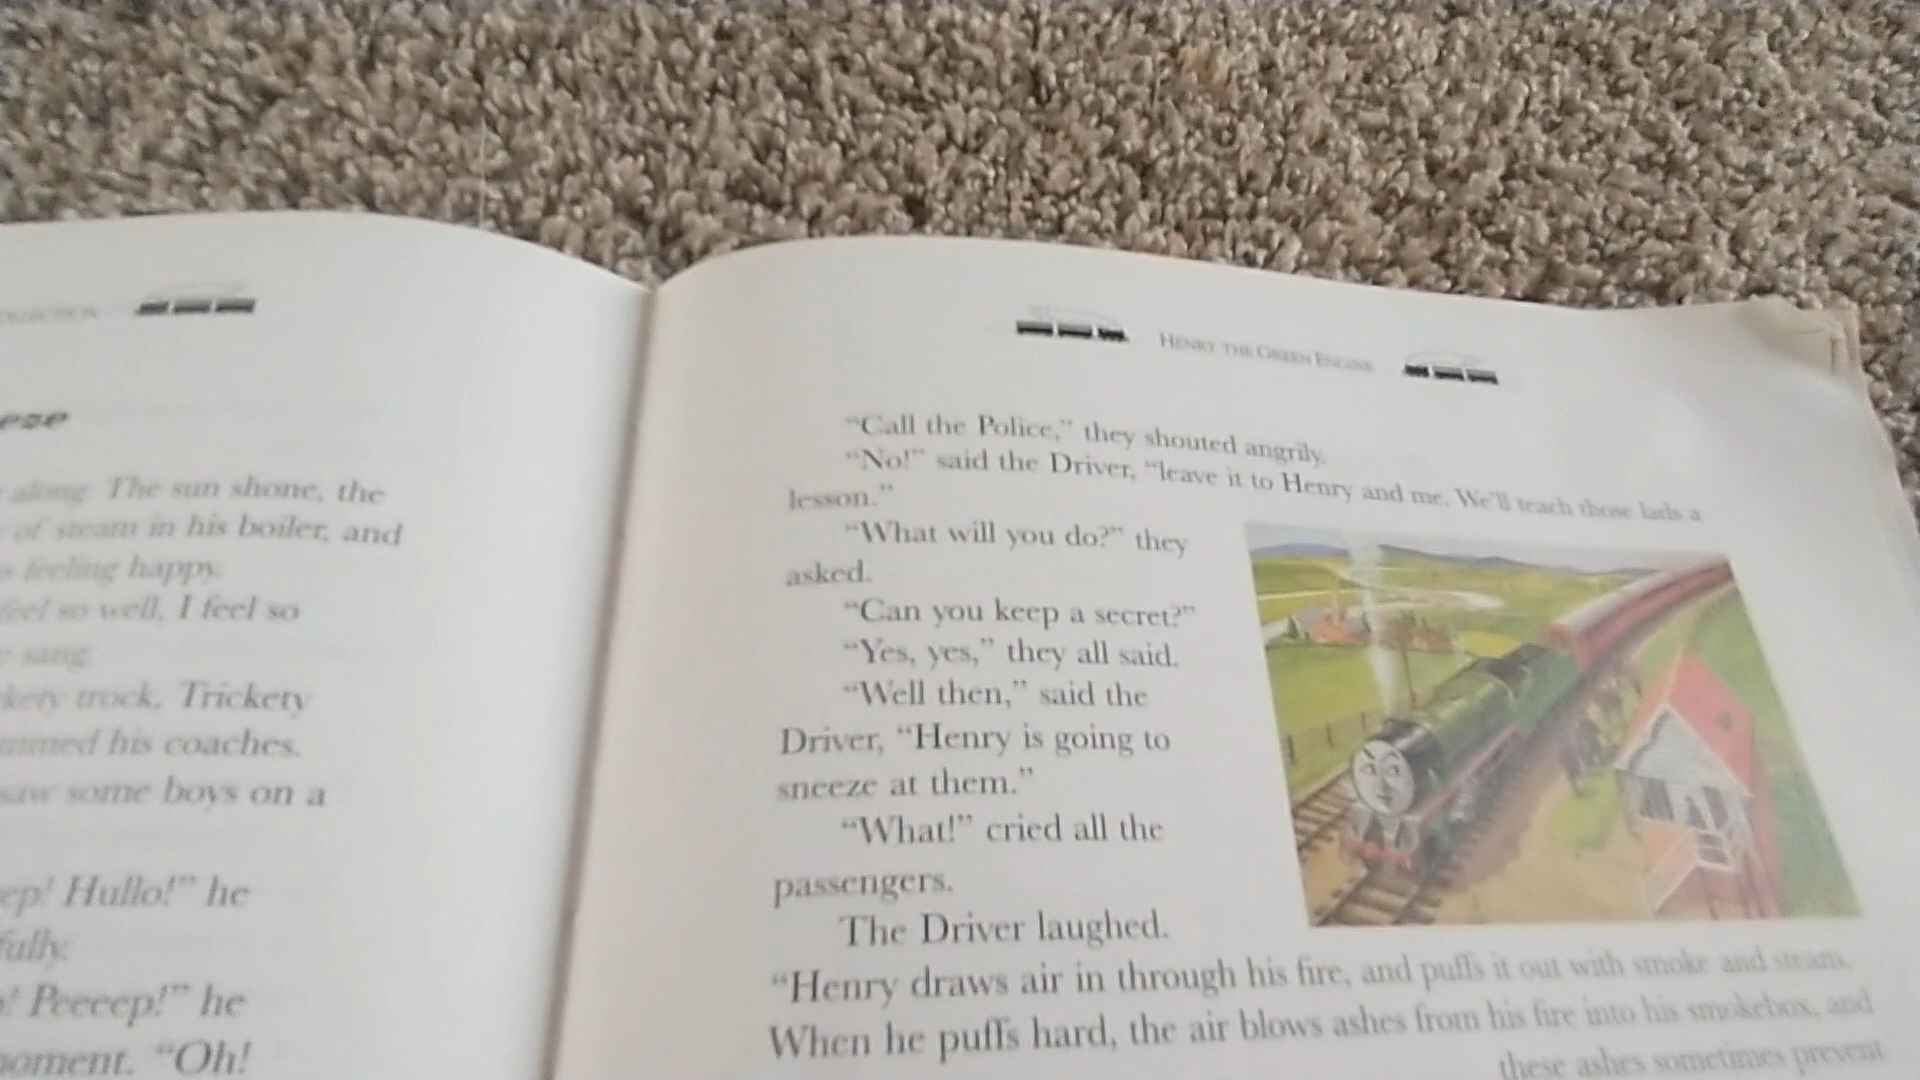 eze
along. The sun shone, the
of steam in his boiler, and
feeling happy.
feel so well, I feel so
sang.
trock, Trickety
his coaches.
saw some boys on a
Hullo!" he
fully.
Peeeep!" he
"Oh!
HENRY THE GREEN ENGINE
"Call the Police," they shouted angrily.
"No!" said the Driver, "leave it to Henry and me. We'll teach those lads a
lesson."
"What will you do?" they
asked.
"Can you keep a secret?"
"Yes, yes," they all said.
"Well then," said the
Driver, "Henry is going to
sneeze at them."
"What!" cried all the
passengers.
The Driver laughed.
"Henry draws air in through his fire, and puffs it out with smoke and steam.
When he puffs hard, the air blows ashes from his fire into his smokebox, and
these ashes sometimes prevent